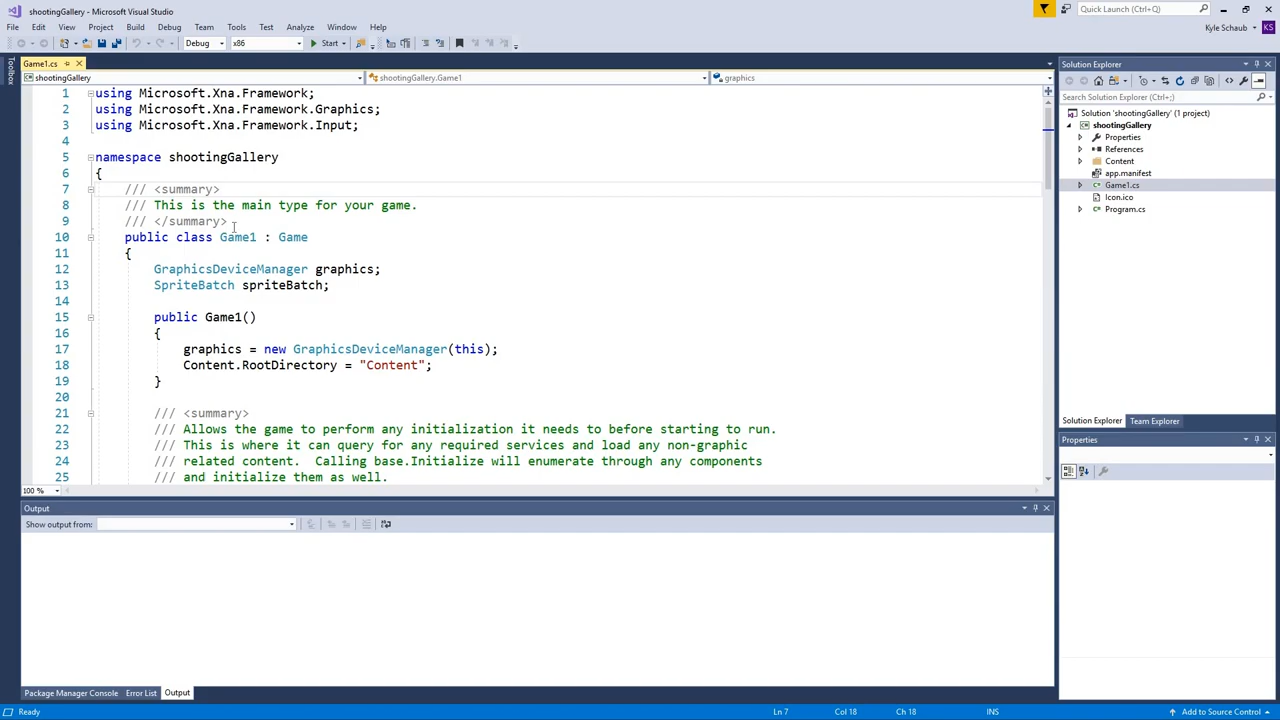 shootingGallery - Microsoft Visual Studio
Quick Launch (Ctrl+Q)
File Edit View Project Build Debug Team Tools Test Analyze Window Help
Kyle Schaub KS
Debug x86 Start
Toolbox
Game1.cs
shootingGallery shootingGallery.Game1 graphics
1 using Microsoft.Xna.Framework;
2 using Microsoft.Xna.Framework.Graphics;
3 using Microsoft.Xna.Framework.Input;
4
5 namespace shootingGallery
6 {
7 /// <summary>
8 /// This is the main type for your game.
9 /// </summary>
10 public class Game1 : Game
11 {
12 GraphicsDeviceManager graphics;
13 SpriteBatch spriteBatch;
14
15 public Game1()
16 {
17 graphics = new GraphicsDeviceManager(this);
18 Content.RootDirectory = "Content";
19 }
20
21 /// <summary>
22 /// Allows the game to perform any initialization it needs to before starting to run.
23 /// This is where it can query for any required services and load any non-graphic
24 /// related content.  Calling base.Initialize will enumerate through any components
25 /// and initialize them as well.
100 %
Output
Show output from:
Package Manager Console Error List Output
Solution Explorer
Search Solution Explorer (Ctrl+;)
Solution 'shootingGallery' (1 project)
shootingGallery
Properties
References
Content
app.manifest
Game1.cs
Icon.ico
Program.cs
Solution Explorer Team Explorer
Properties
Ready Ln 7 Col 18 Ch 18 INS Add to Source Control